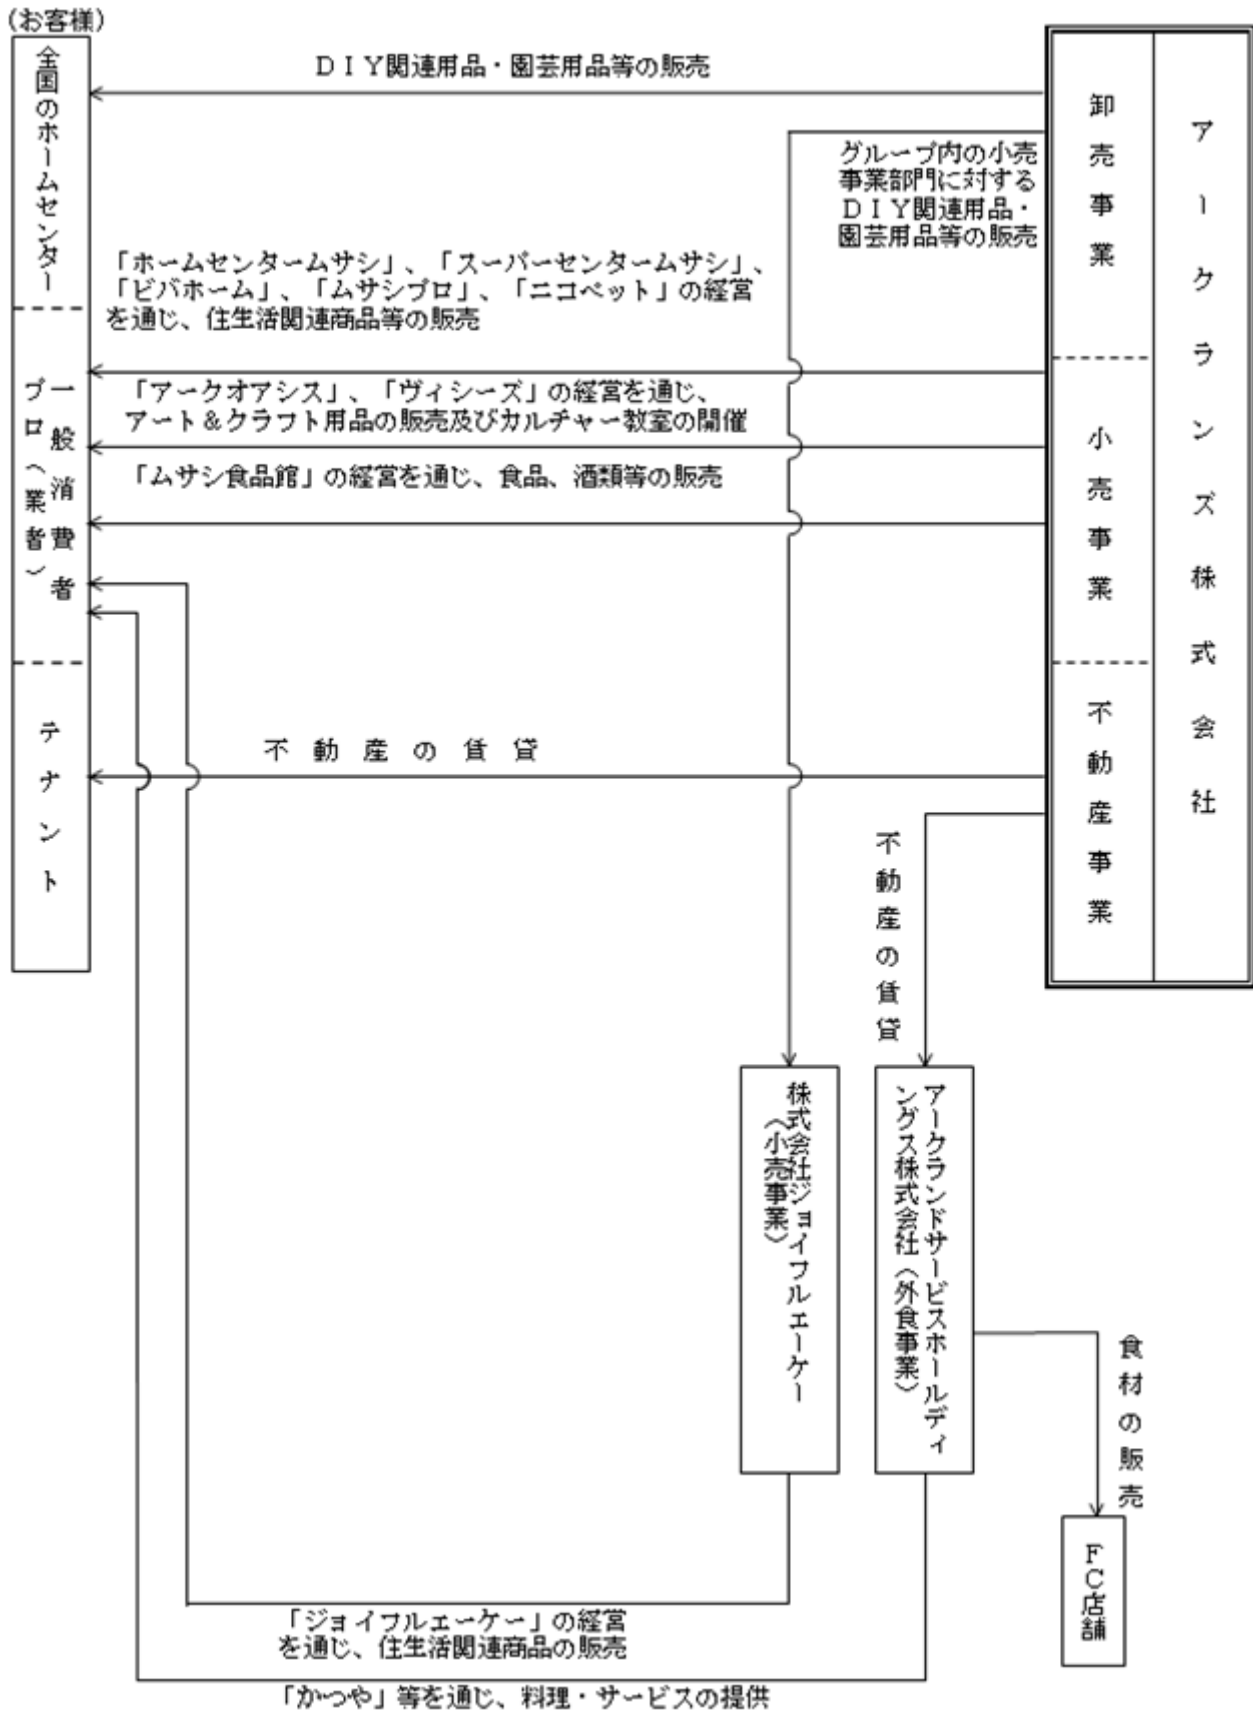 (お客様)
全国のホームセンター
一般消費者
プロ(業者)
テナント
ＤＩＹ関連用品・園芸用品等の販売
グループ内の小売
事業部門に対する
ＤＩＹ関連用品・
園芸用品等の販売
「ホームセンタームサシ」、「スーパーセンタームサシ」、
「ビバホーム」、「ムサシプロ」、「ニコペット」の経営
を通じ、住生活関連商品等の販売
「アークオアシス」、「ヴィシーズ」の経営を通じ、
アート＆クラフト用品の販売及びカルチャー教室の開催
「ムサシ食品館」の経営を通じ、食品、酒類等の販売
不動産の賃貸
アークランズ株式会社
卸売事業
小売事業
不動産事業
不動産の賃貸
株式会社ジョイフルエーケー
(小売事業)
アークランドサービスホールディ
ングス株式会社(外食事業)
食材の販売
ＦＣ店舗
「ジョイフルエーケー」の経営
を通じ、住生活関連商品の販売
「かつや」等を通じ、料理・サービスの提供